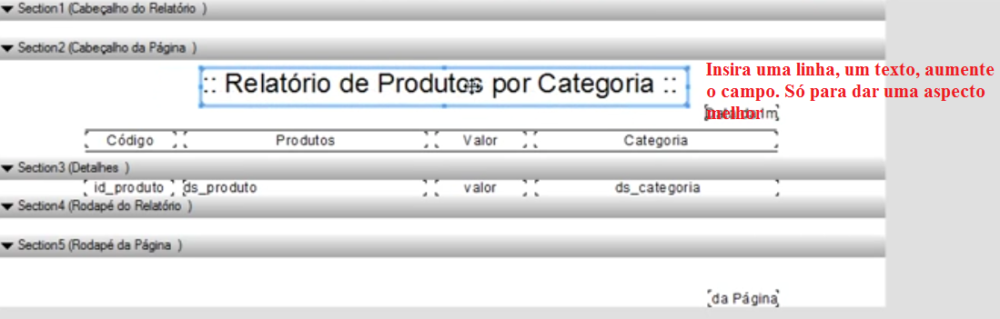 Section1 (Cabeçalho do Relatório )
Section2 (Cabeçalho da Página )
:: Relatório de Produtos por Categoria ::
Insira uma linha, um texto, aumente
o campo. Só para dar uma aspecto
melhor
Código Produtos Valor Categoria
Section3 (Detalhes )
id_produto ds_produto valor ds_categoria
Section4 (Rodapé do Relatório )
Section5 (Rodapé da Página )
da Página